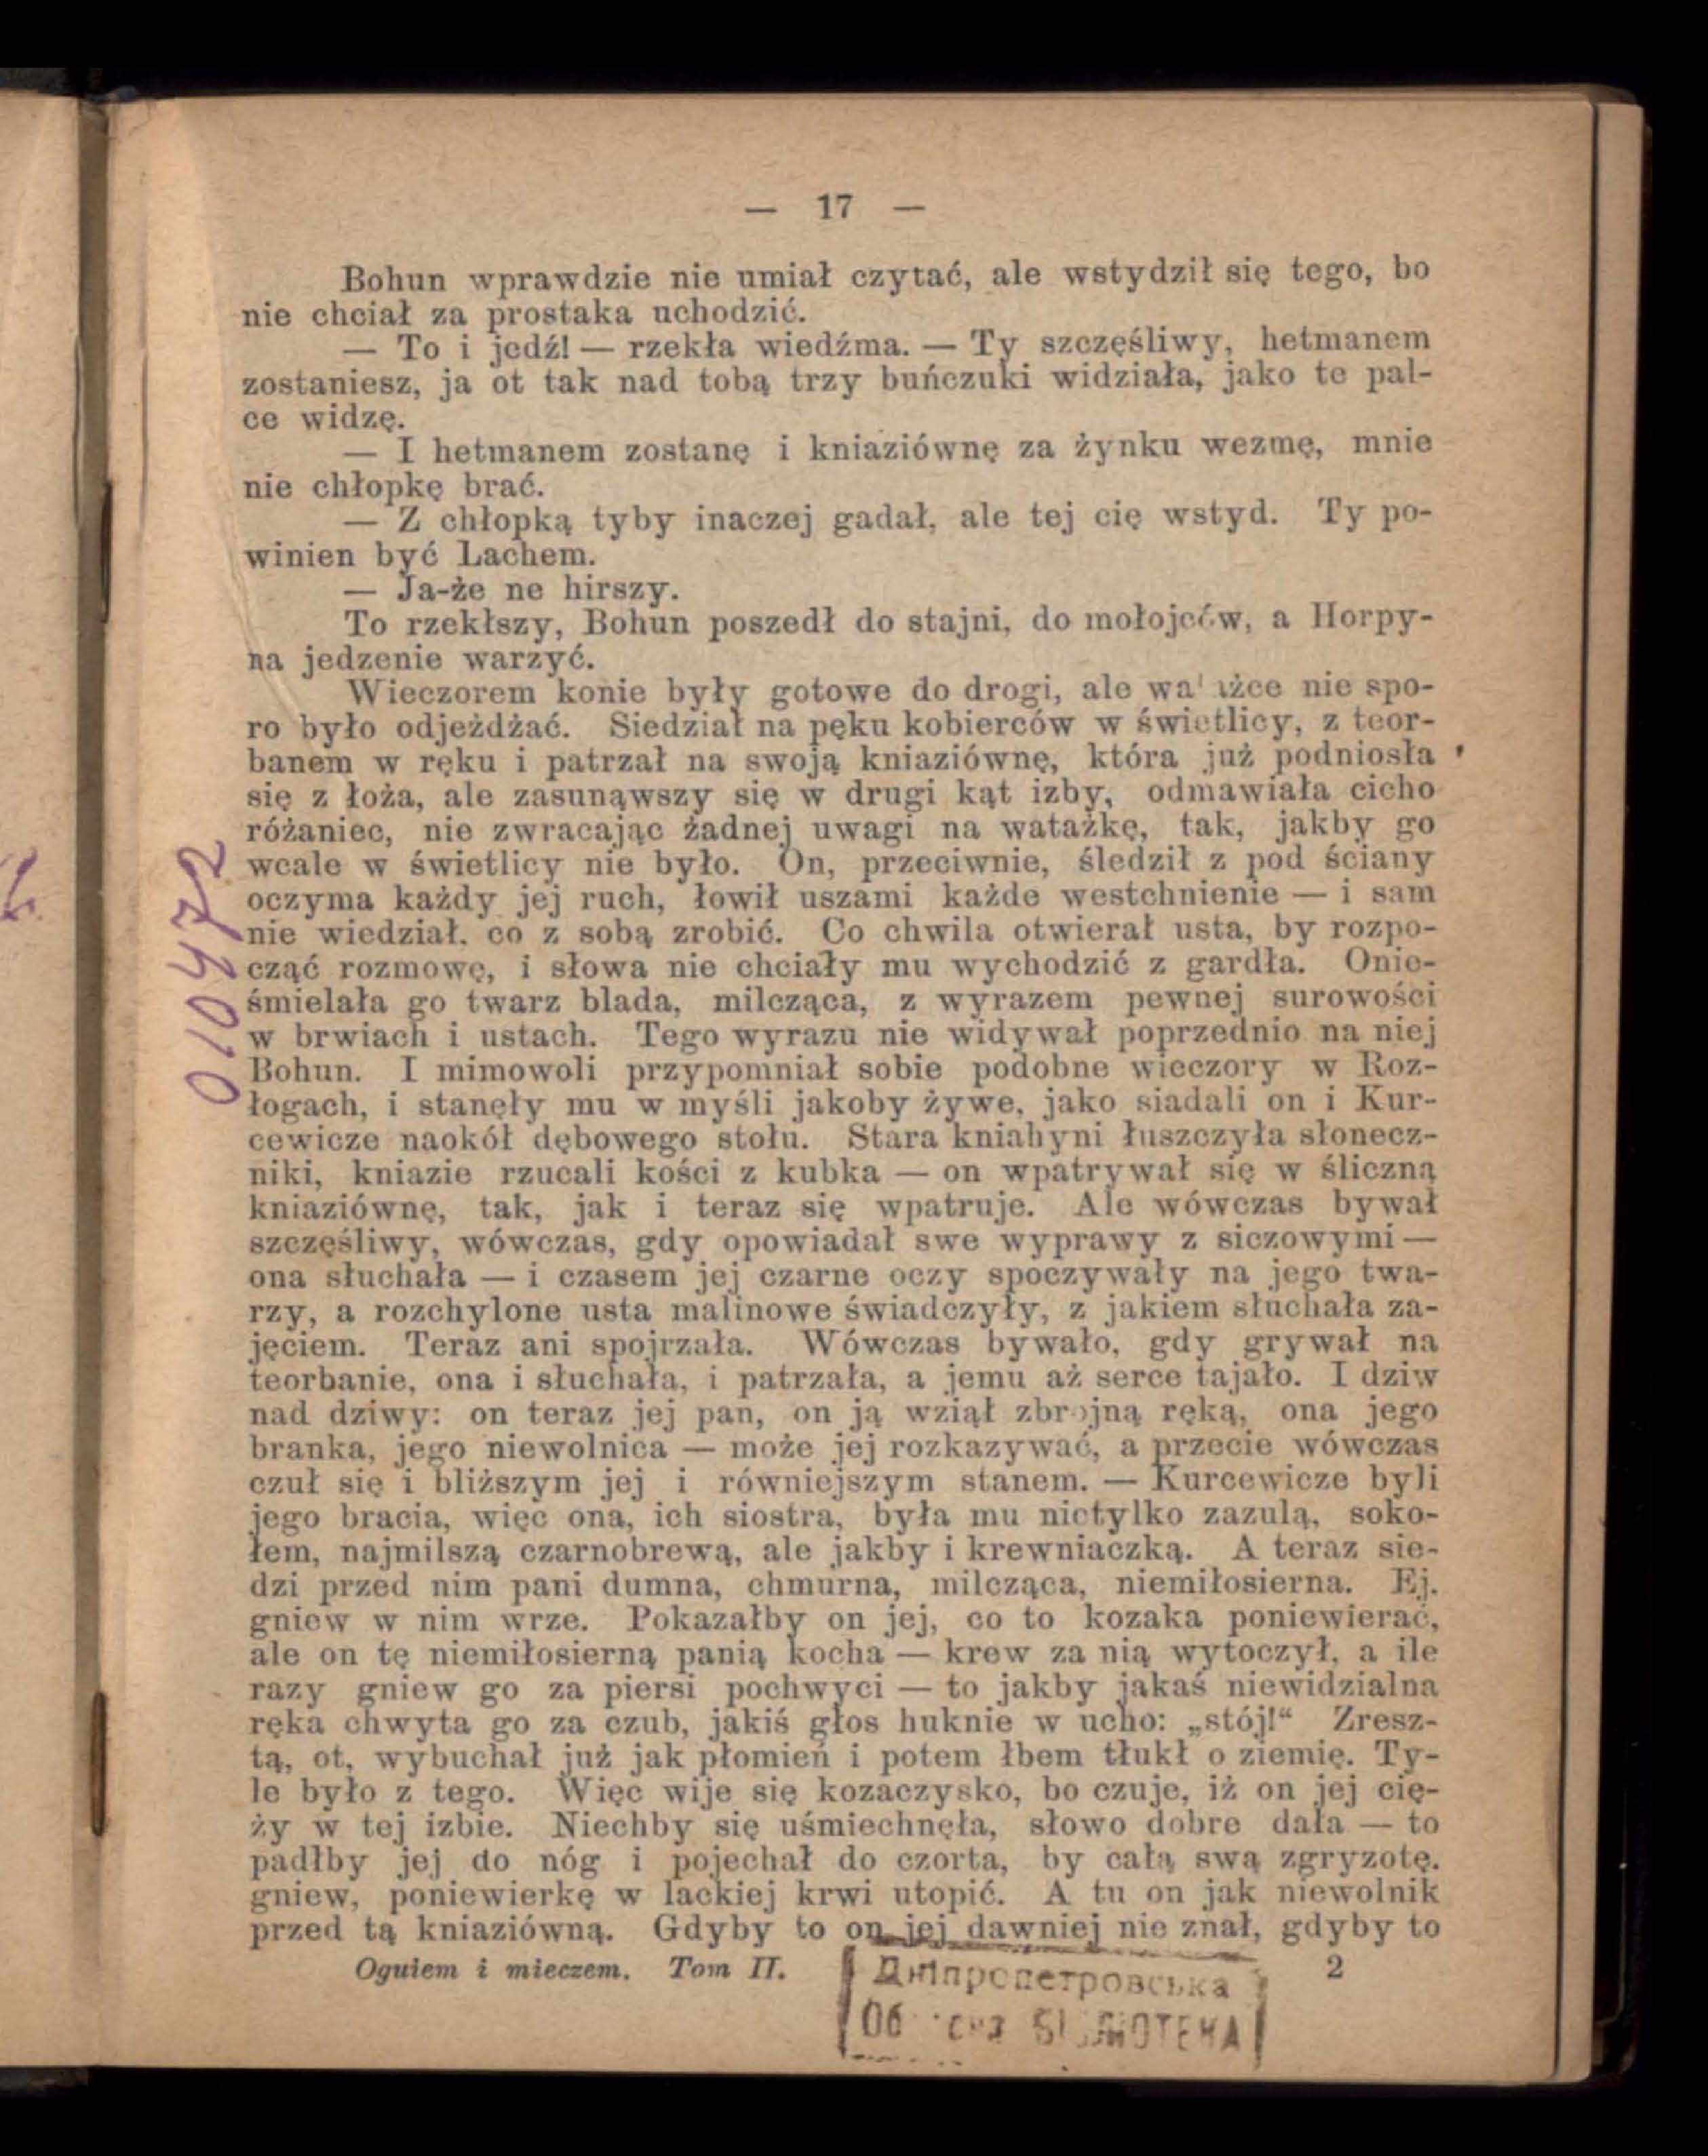 — 17 —
Bohun wprawdzie nie umiał czytać, ale wstydził się tego, bo
nie chciał za prostaka uchodzić.
— To i jedź! — rzekła wiedźma. — Ty szczęśliwy, hetmanem
zostaniesz, ja ot tak nad tobą trzy buńczuki widziała, jako te pal-
ce widzę.
— I hetmanem zostanę i kniaziównę za żynku wezmę, mnie
nie chłopkę brać.
— Z chłopką tyby inaczej gadał, ale tej cię wstyd. Ty po-
winien być Lachem.
— Ja-że ne hirszy.
To rzekłszy, Bohun poszedł do stajni, do mołojców, a Horpy-
na jedzenie warzyć.
Wieczorem konie były gotowe do drogi, ale nie spo-
ro było odjeżdżać. Siedział na pęku kobierców w świetlicy, z teor-
banem w ręku i patrzał na swoją kniaziównę, która już podniosła
się z łoża, ale zasunąwszy się w drugi kąt izby, odmawiała cicho
różaniec, nie zwracając żadnej uwagi na watażkę, tak, jakby go
wcale w świetlicy nie było. On, przeciwnie, śledził z pod ściany
oczyma każdy jej ruch, łowił uszami każde westchnienie — i sam
nie wiedział. co z sobą zrobić. Co chwila otwierał usta, by rozpo-
cząć rozmowę, i słowa nie chciały mu wychodzić z gardła. Onie-
śmielała go twarz blada, milcząca, z wyrazem pewnej surowości
w brwiach i ustach. Tego wyrazu nie widywał poprzednio na niej
Bohun. I mimowoli przypomniał sobie podobne wieczory w Roz-
łogach, i stanęły mu w myśli jakoby żywe, jako siadali on i Kur-
cewicze naokół dębowego stołu. Stara kniahyni łuszczyła słonecz-
niki, kniazie rzucali kości z kubka — on wpatrywał się w śliczną
kniaziównę, tak, jak i teraz się wpatruje. Ale wówczas bywał
szczęśliwy, wówczas, gdy opowiadał swe wyprawy z siczowymi —
ona słuchała — i czasem jej czarne oczy spoczywały na jego twa-
rzy, a rozchylone usta malinowe świadczyły, z jakiem słuchała za-
jęciem. Teraz ani spojrzała. Wówczas bywało, gdy grywał na
teorbanie, ona i słuchała, i patrzała, a jemu aż serce tajało. I dziw
nad dziwy: on teraz jej pan, on ją wziął zbrojną ręką, ona jego
branka, jego niewolnica — może jej rozkazywać, a przecie wówczas
czuł się i bliższym jej i równiejszym stanem. — Kurcewicze byli
jego bracia, więc ona, ich siostra, była mu nietylko zazulą, soko-
łem, najmilszą czarnobrewą, ale jakby i krewniaczką. A teraz sie-
dzi przed nim pani dumna, chmurna, milcząca, niemiłosierna. Ej.
gniew w nim wrze. Pokazałby on jej, co to kozaka poniewierać,
ale on tę niemiłosierną panią kocha — krew za nią wytoczył, a ile
razy gniew go za piersi pochwyci — to jakby jakaś niewidzialna
ręka chwyta go za czub, jakiś głos huknie w ucho: „stój!“ Zresz-
tą, ot, wybuchał już jak płomień i potem łbem tłukł o ziemię. Ty-
le było z tego. Więc wije się kozaczysko, bo czuje, iż on jej cię-
ży w tej izbie. Niechby się uśmiechnęła, słowo dobre dała — to
padłby jej do nóg i pojechał do czorta, by całą swą zgryzotę.
gniew, poniewierkę w lackiej krwi utopić. A tu on jak niewolnik
przed tą kniaziówną. Gdyby to on jej dawniej nie znał, gdyby to
Ogniem i mieczem. Tom II. 2
Дніпропетровська
010472